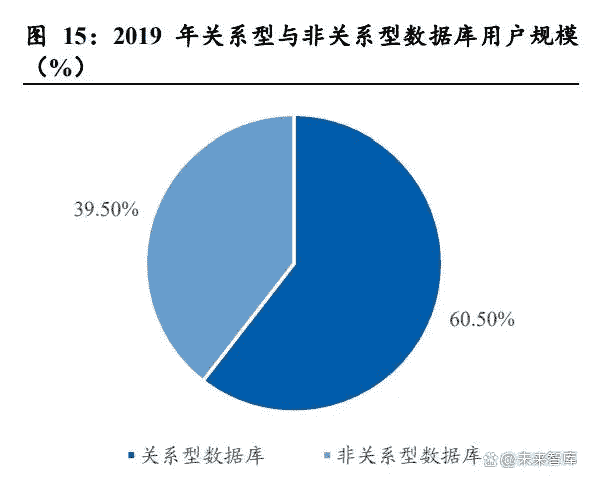 图 15：2019 年关系型与非关系型数据库用户规模
（%）
39.50%
60.50%
关系型数据库 非关系型数据库
@未来智库